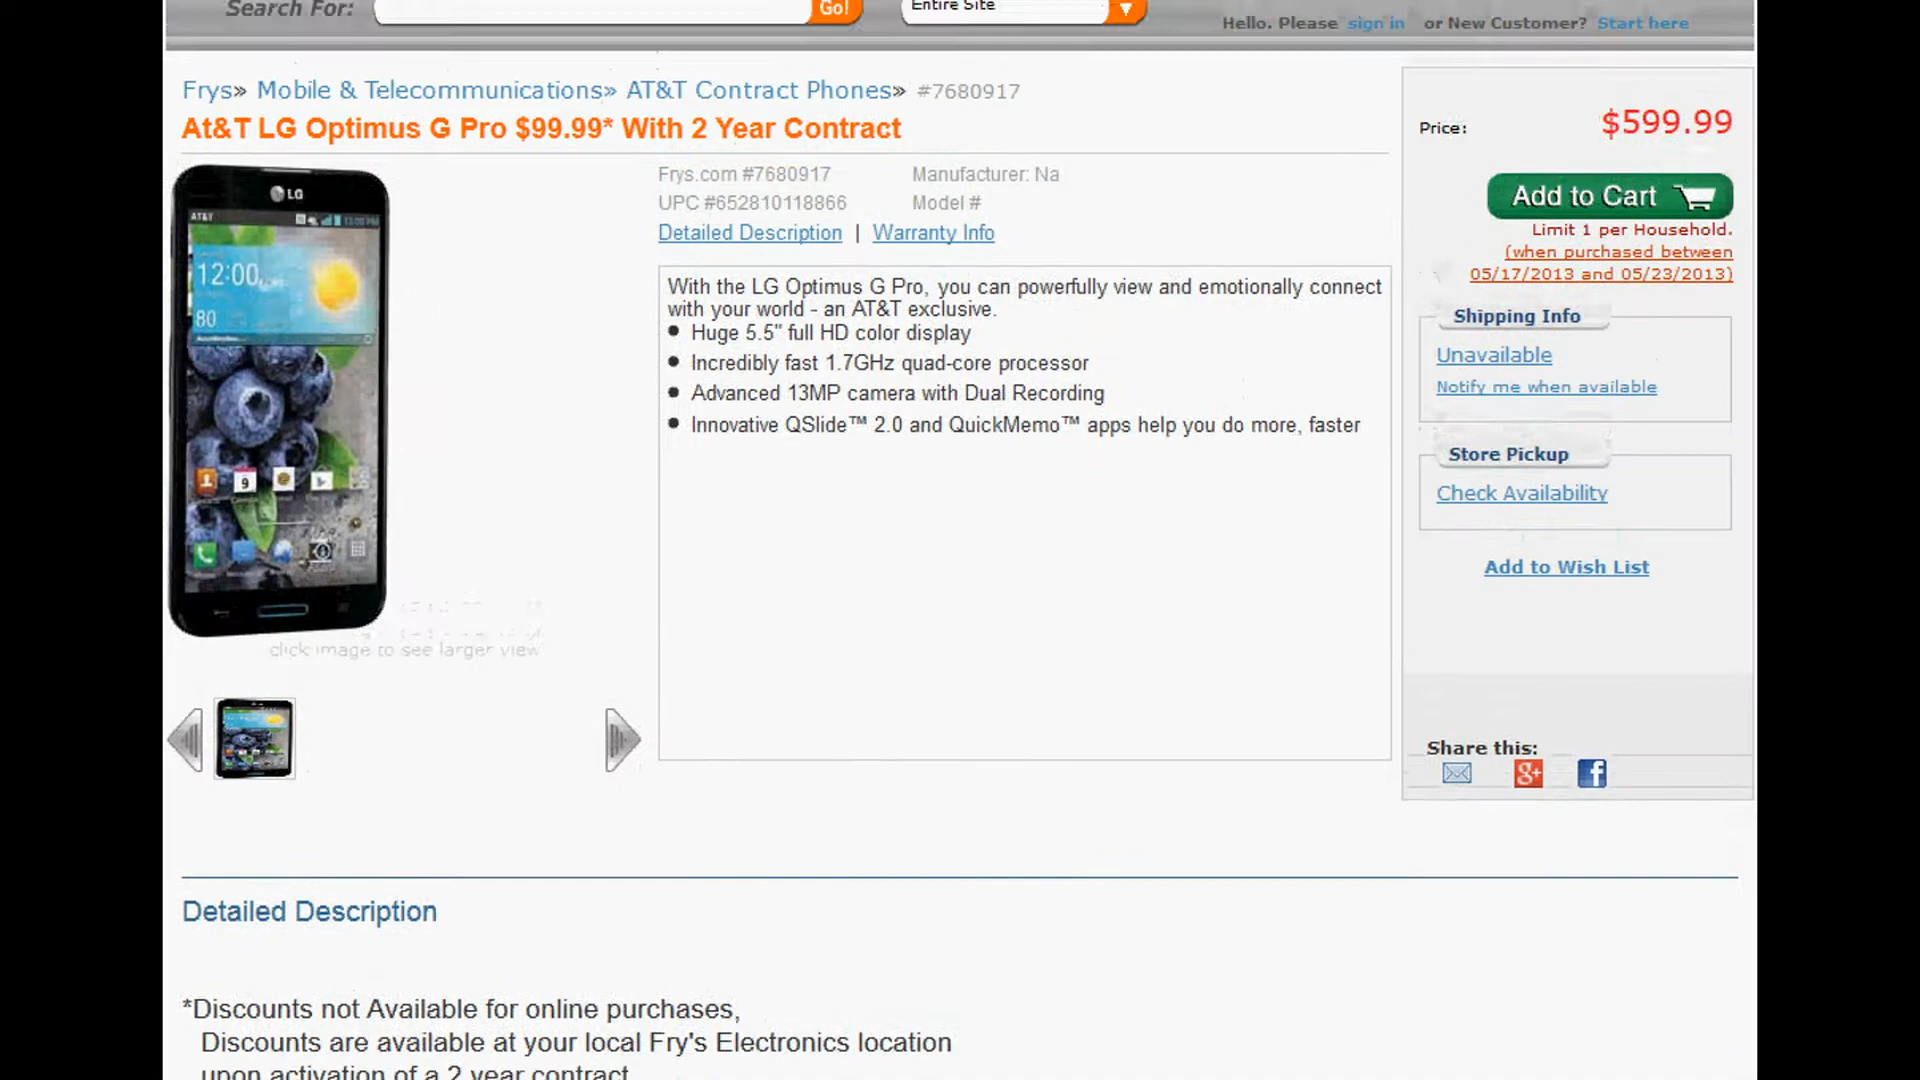 Search For:
Go!
Entire Site
Hello. Please sign in or New Customer? Start here
Frys» Mobile & Telecommunications» AT&T Contract Phones» #7680917
At&T LG Optimus G Pro $99.99* With 2 Year Contract
LG
AT&T
12:00
80
9
click image to see larger view
Frys.com #7680917
Manufacturer: Na
UPC #652810118866
Model #
Detailed Description | Warranty Info
With the LG Optimus G Pro, you can powerfully view and emotionally connect
with your world - an AT&T exclusive.
● Huge 5.5" full HD color display
● Incredibly fast 1.7GHz quad-core processor
● Advanced 13MP camera with Dual Recording
● Innovative QSlide™ 2.0 and QuickMemo™ apps help you do more, faster
Price: $599.99
Add to Cart
Limit 1 per Household.
(when purchased between
05/17/2013 and 05/23/2013)
Shipping Info
Unavailable
Notify me when available
Store Pickup
Check Availability
Add to Wish List
Share this:
g+
f
Detailed Description
*Discounts not Available for online purchases,
Discounts are available at your local Fry's Electronics location
upon activation of a 2 year contract